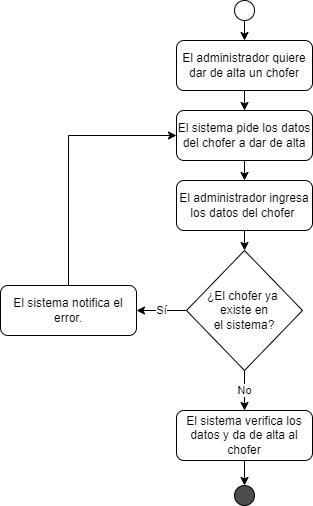 El administrador quiere
dar de alta un chofer
El sistema pide los datos
del chofer a dar de alta
El administrador ingresa
los datos del chofer
¿El chofer ya
existe en
el sistema?
Sí
El sistema notifica el
error.
No
El sistema verifica los
datos y da de alta al
chofer